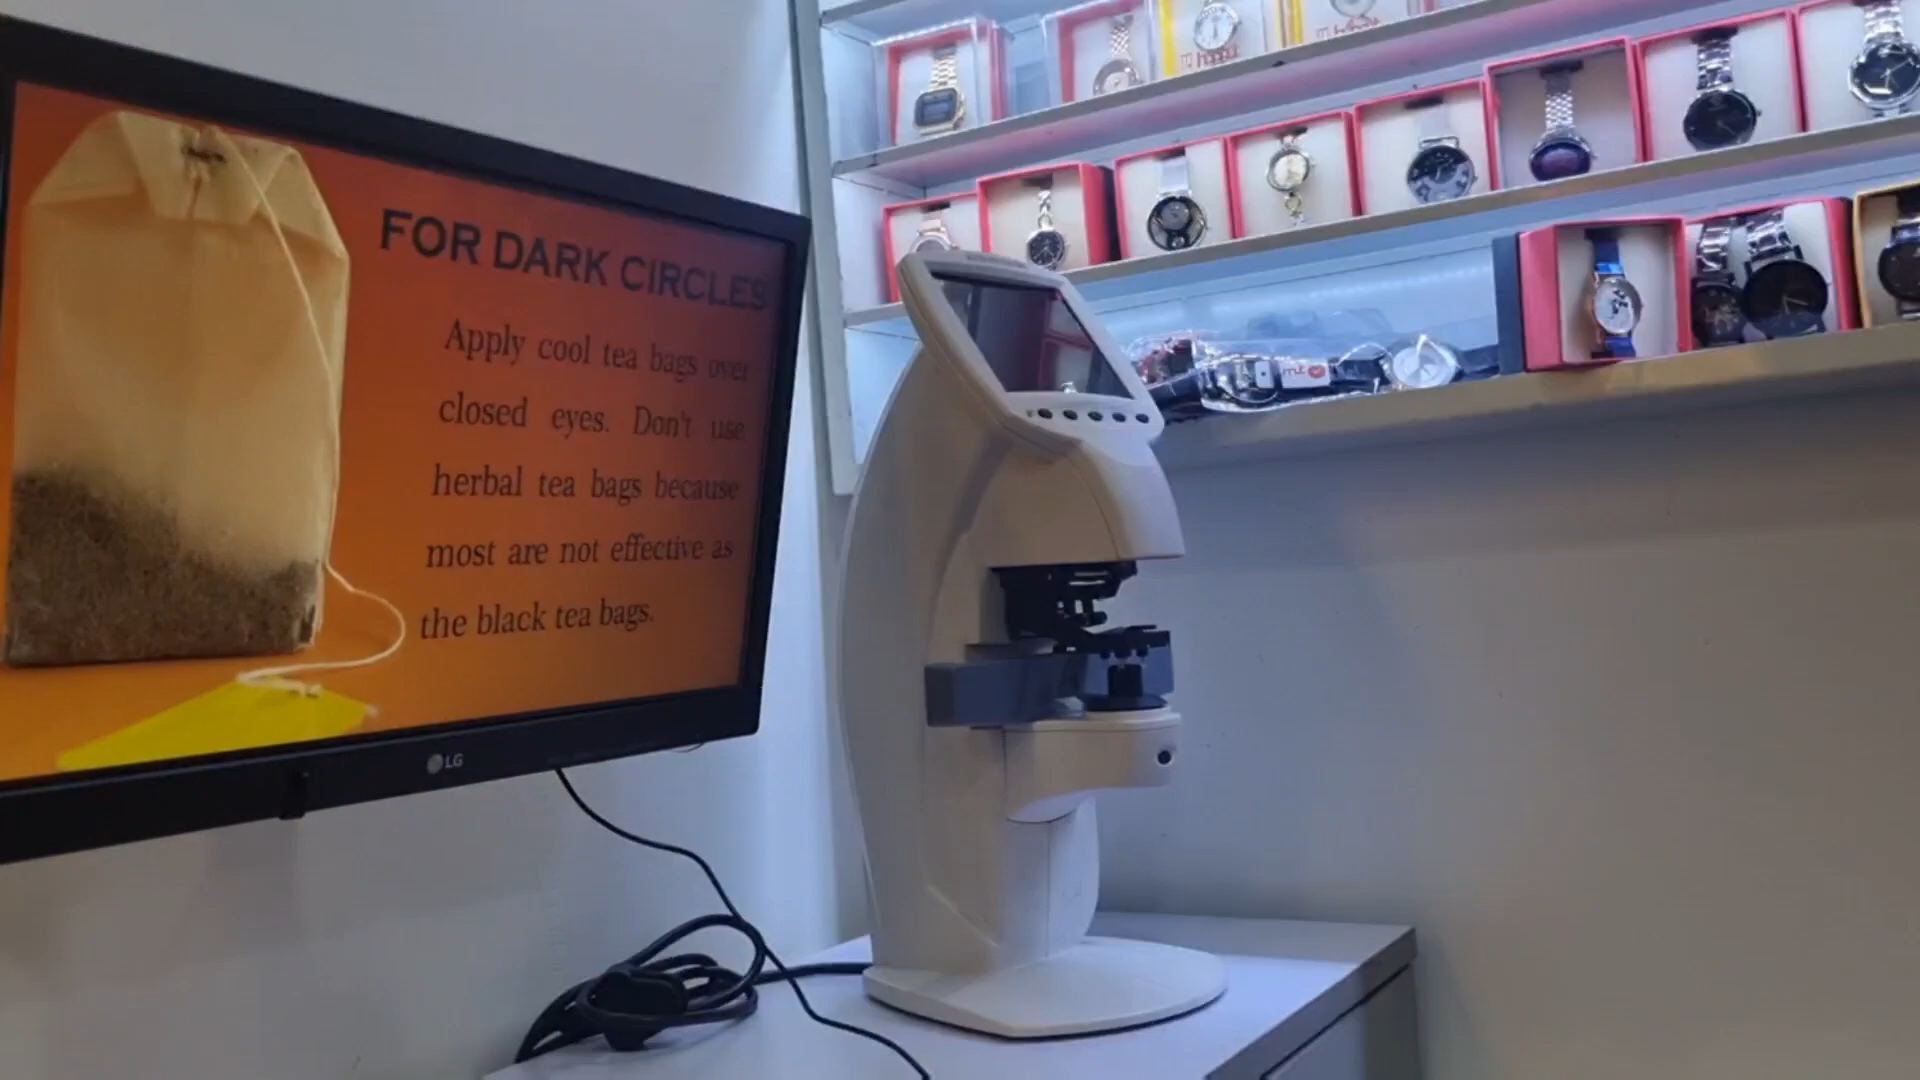 FOR DARK CIRCLES
Apply cool tea bags over
closed eyes. Don't use
herbal tea bags because
most are not effective as
the black tea bags.
LG